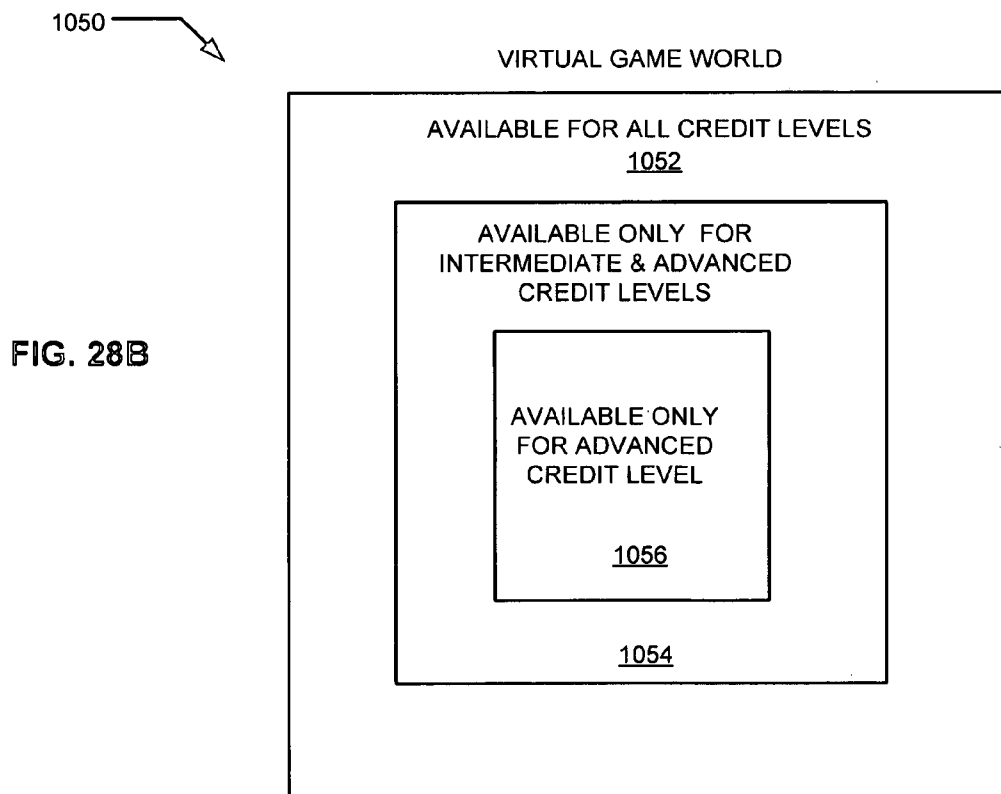 1050
VIRTUAL GAME WORLD
AVAILABLE FOR ALL CREDIT LEVELS
1052
AVAILABLE ONLY FOR
INTERMEDIATE & ADVANCED
CREDIT LEVELS
FIG. 28B
AVAILABLE ONLY
FOR ADVANCED
CREDIT LEVEL
1056
1054